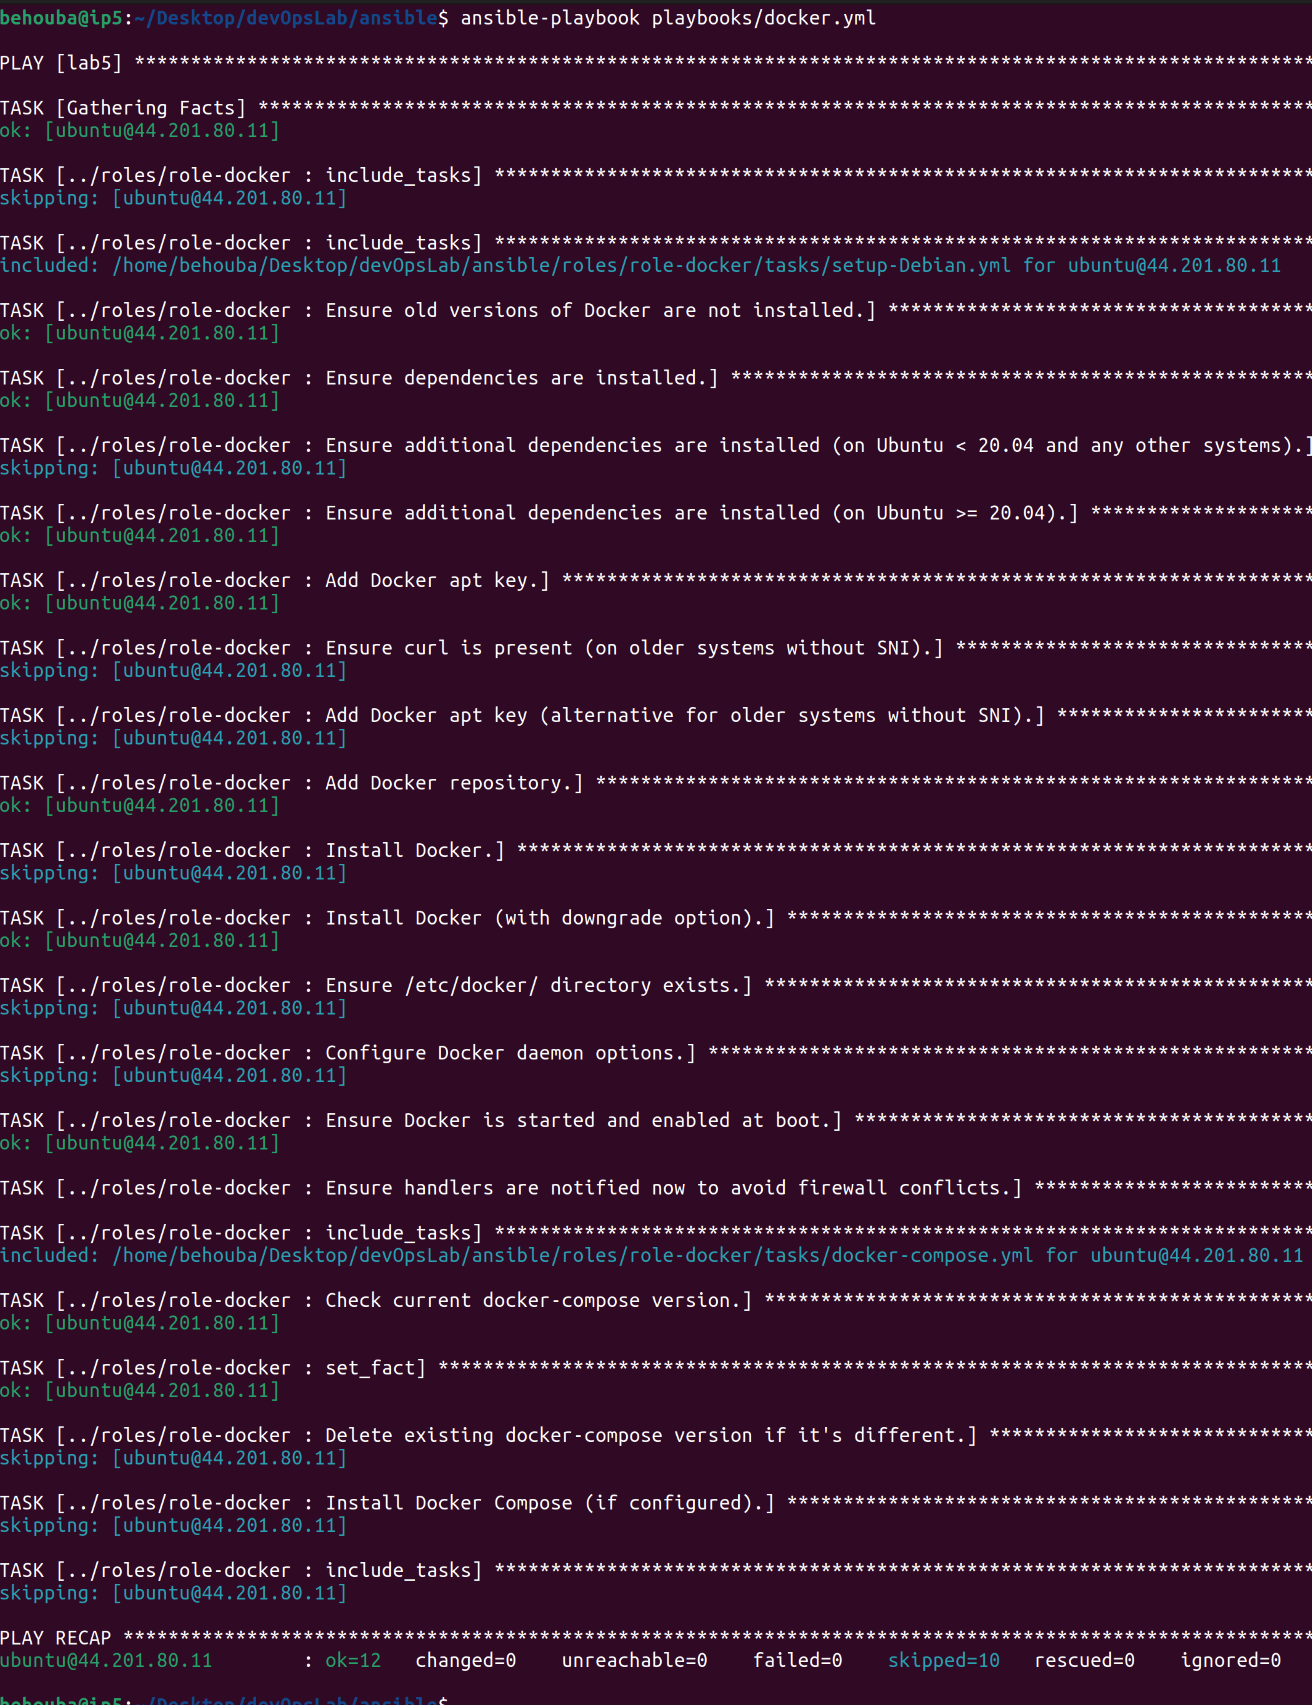 behouba@ip5:~/Desktop/devOpsLab/ansible$ ansible-playbook playbooks/docker.yml
PLAY [lab5] *********************************************************************************************************
TASK [Gathering Facts] **********************************************************************************************
ok: [ubuntu@44.201.80.11]
TASK [../roles/role-docker : include_tasks] *************************************************************************
skipping: [ubuntu@44.201.80.11]
TASK [../roles/role-docker : include_tasks] *************************************************************************
included: /home/behouba/Desktop/devOpsLab/ansible/roles/role-docker/tasks/setup-Debian.yml for ubuntu@44.201.80.11
TASK [../roles/role-docker : Ensure old versions of Docker are not installed.] **************************************
ok: [ubuntu@44.201.80.11]
TASK [../roles/role-docker : Ensure dependencies are installed.] ****************************************************
ok: [ubuntu@44.201.80.11]
TASK [../roles/role-docker : Ensure additional dependencies are installed (on Ubuntu < 20.04 and any other systems).]
skipping: [ubuntu@44.201.80.11]
TASK [../roles/role-docker : Ensure additional dependencies are installed (on Ubuntu >= 20.04).] ********************
ok: [ubuntu@44.201.80.11]
TASK [../roles/role-docker : Add Docker apt key.] *******************************************************************
ok: [ubuntu@44.201.80.11]
TASK [../roles/role-docker : Ensure curl is present (on older systems without SNI).] ********************************
skipping: [ubuntu@44.201.80.11]
TASK [../roles/role-docker : Add Docker apt key (alternative for older systems without SNI).] ***********************
skipping: [ubuntu@44.201.80.11]
TASK [../roles/role-docker : Add Docker repository.] ****************************************************************
ok: [ubuntu@44.201.80.11]
TASK [../roles/role-docker : Install Docker.] ***********************************************************************
skipping: [ubuntu@44.201.80.11]
TASK [../roles/role-docker : Install Docker (with downgrade option).] ***********************************************
ok: [ubuntu@44.201.80.11]
TASK [../roles/role-docker : Ensure /etc/docker/ directory exists.] *************************************************
skipping: [ubuntu@44.201.80.11]
TASK [../roles/role-docker : Configure Docker daemon options.] ******************************************************
skipping: [ubuntu@44.201.80.11]
TASK [../roles/role-docker : Ensure Docker is started and enabled at boot.] *****************************************
ok: [ubuntu@44.201.80.11]
TASK [../roles/role-docker : Ensure handlers are notified now to avoid firewall conflicts.] *************************
TASK [../roles/role-docker : include_tasks] *************************************************************************
included: /home/behouba/Desktop/devOpsLab/ansible/roles/role-docker/tasks/docker-compose.yml for ubuntu@44.201.80.11
TASK [../roles/role-docker : Check current docker-compose version.] *************************************************
ok: [ubuntu@44.201.80.11]
TASK [../roles/role-docker : set_fact] ******************************************************************************
ok: [ubuntu@44.201.80.11]
TASK [../roles/role-docker : Delete existing docker-compose version if it's different.] *****************************
skipping: [ubuntu@44.201.80.11]
TASK [../roles/role-docker : Install Docker Compose (if configured).] ***********************************************
skipping: [ubuntu@44.201.80.11]
TASK [../roles/role-docker : include_tasks] *************************************************************************
skipping: [ubuntu@44.201.80.11]
PLAY RECAP **********************************************************************************************************
ubuntu@44.201.80.11        : ok=12   changed=0    unreachable=0    failed=0    skipped=10   rescued=0    ignored=0
behouba@ip5:~/Desktop/devOpsLab/ansible$